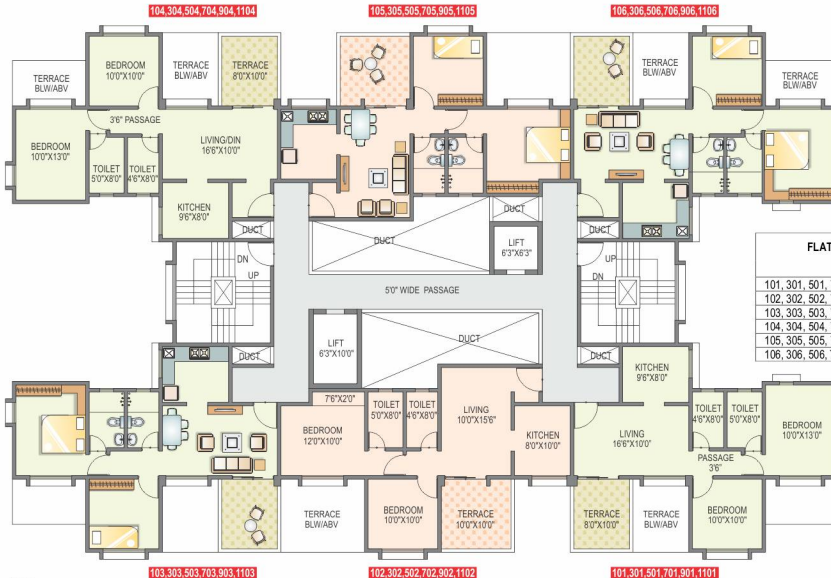 104,304,504,704,904,1104
105,305,505,705,905,1105
106,306,506,706,906,1106
BEDROOM
10'0"X10'0"
TERRACE
BLW/ABV
TERRACE
BLW/ABV
TERRACE
8'0"X10'0"
TERRACE
BLW/ABV
TERRACE
BLW/ABV
3'6" PASSAGE
BEDROOM
10'0"X13'0"
LIVING/DIN
16'6"X10'0"
TOILET
5'0"X8'0"
TOILET
4'6"X8'0"
KITCHEN
9'6"X8'0"
DUCT
DUCT
DUCT
DUCT
LIFT
6'3"X6'3"
DN
UP
UP
DN
FLAT
101, 301, 501,
102, 302, 502,
103, 303, 503,
104, 304, 504,
105, 305, 505,
106, 306, 506,
5'0" WIDE PASSAGE
LIFT
6'3"X10'0"
DUCT
DUCT
DUCT
KITCHEN
9'6"X8'0"
7'6"X2'0"
BEDROOM
12'0"X10'0"
TOILET
5'0"X8'0"
TOILET
4'6"X8'0"
LIVING
10'0"X15'6"
KITCHEN
8'0"X10'0"
LIVING
16'6"X10'0"
TOILET
4'6"X8'0"
TOILET
5'0"X8'0"
BEDROOM
10'0"X13'0"
PASSAGE
3'6"
TERRACE
BLW/ABV
BEDROOM
10'0"X10'0"
TERRACE
10'0"X10'0"
TERRACE
8'0"X10'0"
TERRACE
BLW/ABV
BEDROOM
10'0"X10'0"
103,303,503,703,903,1103
102,302,502,702,902,1102
101,301,501,701,901,1101